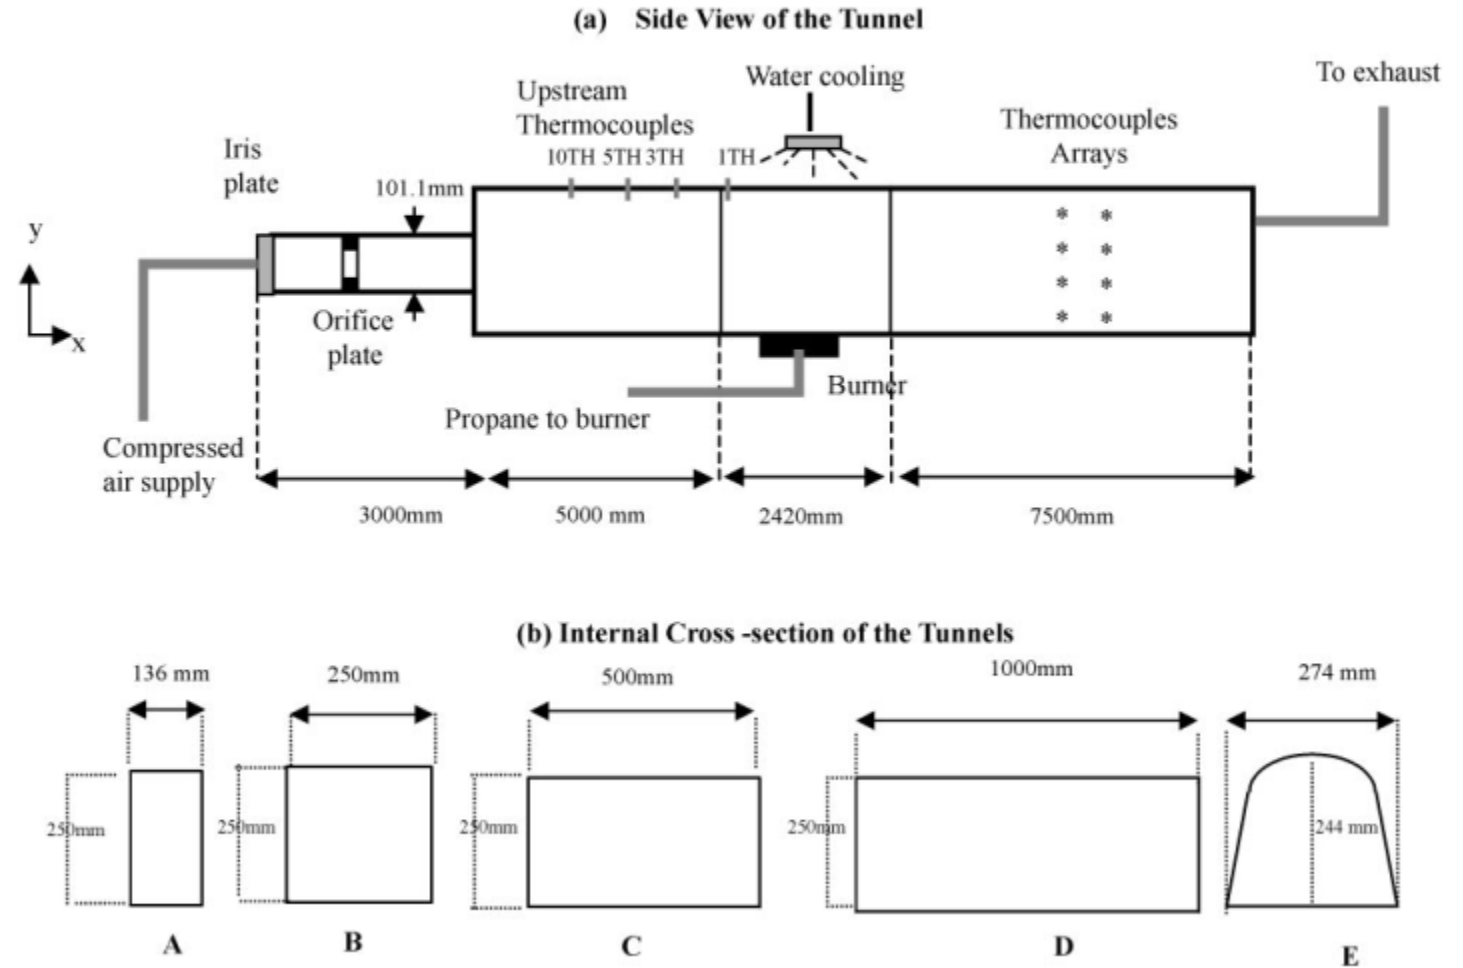 (a) Side View of the Tunnel
Water cooling
To exhaust
Upstream
Thermocouples
Thermocouples
Arrays
Iris
plate
10TH 5TH 3TH 1TH
101.1mm
y
x
Orifice
plate
Burner
Propane to burner
Compressed
air supply
3000mm 5000 mm 2420mm 7500mm
(b) Internal Cross -section of the Tunnels
136 mm 250mm 500mm 1000mm 274 mm
250mm 250mm 250mm 250mm 244 mm
A B C D E